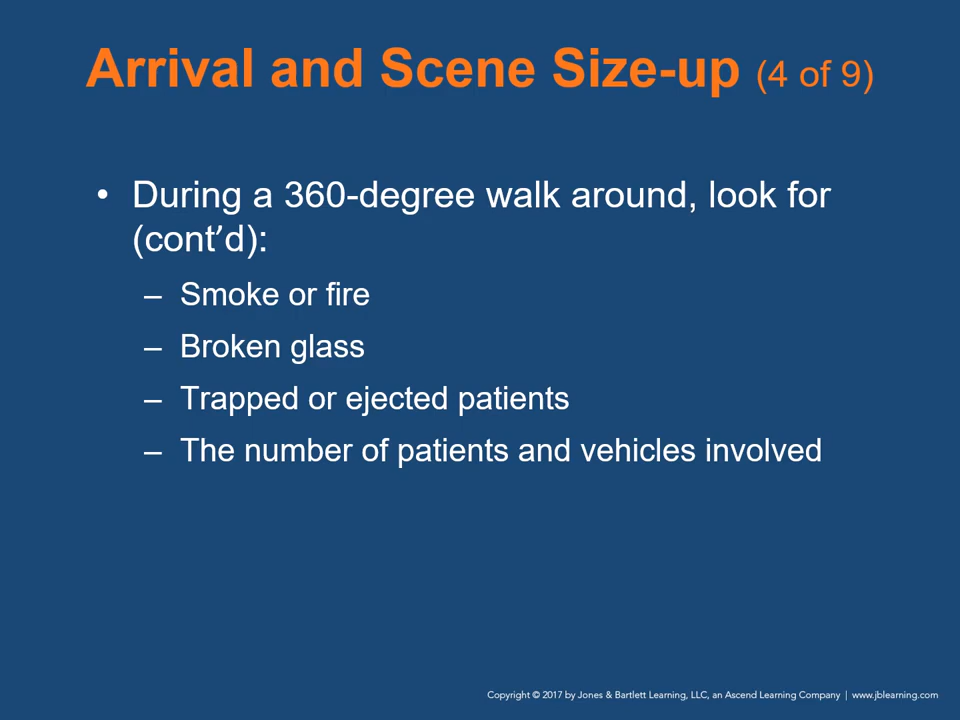 Arrival and Scene Size-up (4 of 9)
• During a 360-degree walk around, look for
(cont’d):
– Smoke or fire
– Broken glass
– Trapped or ejected patients
– The number of patients and vehicles involved
Copyright © 2017 by Jones & Bartlett Learning, LLC, an Ascend Learning Company | www.jblearning.com